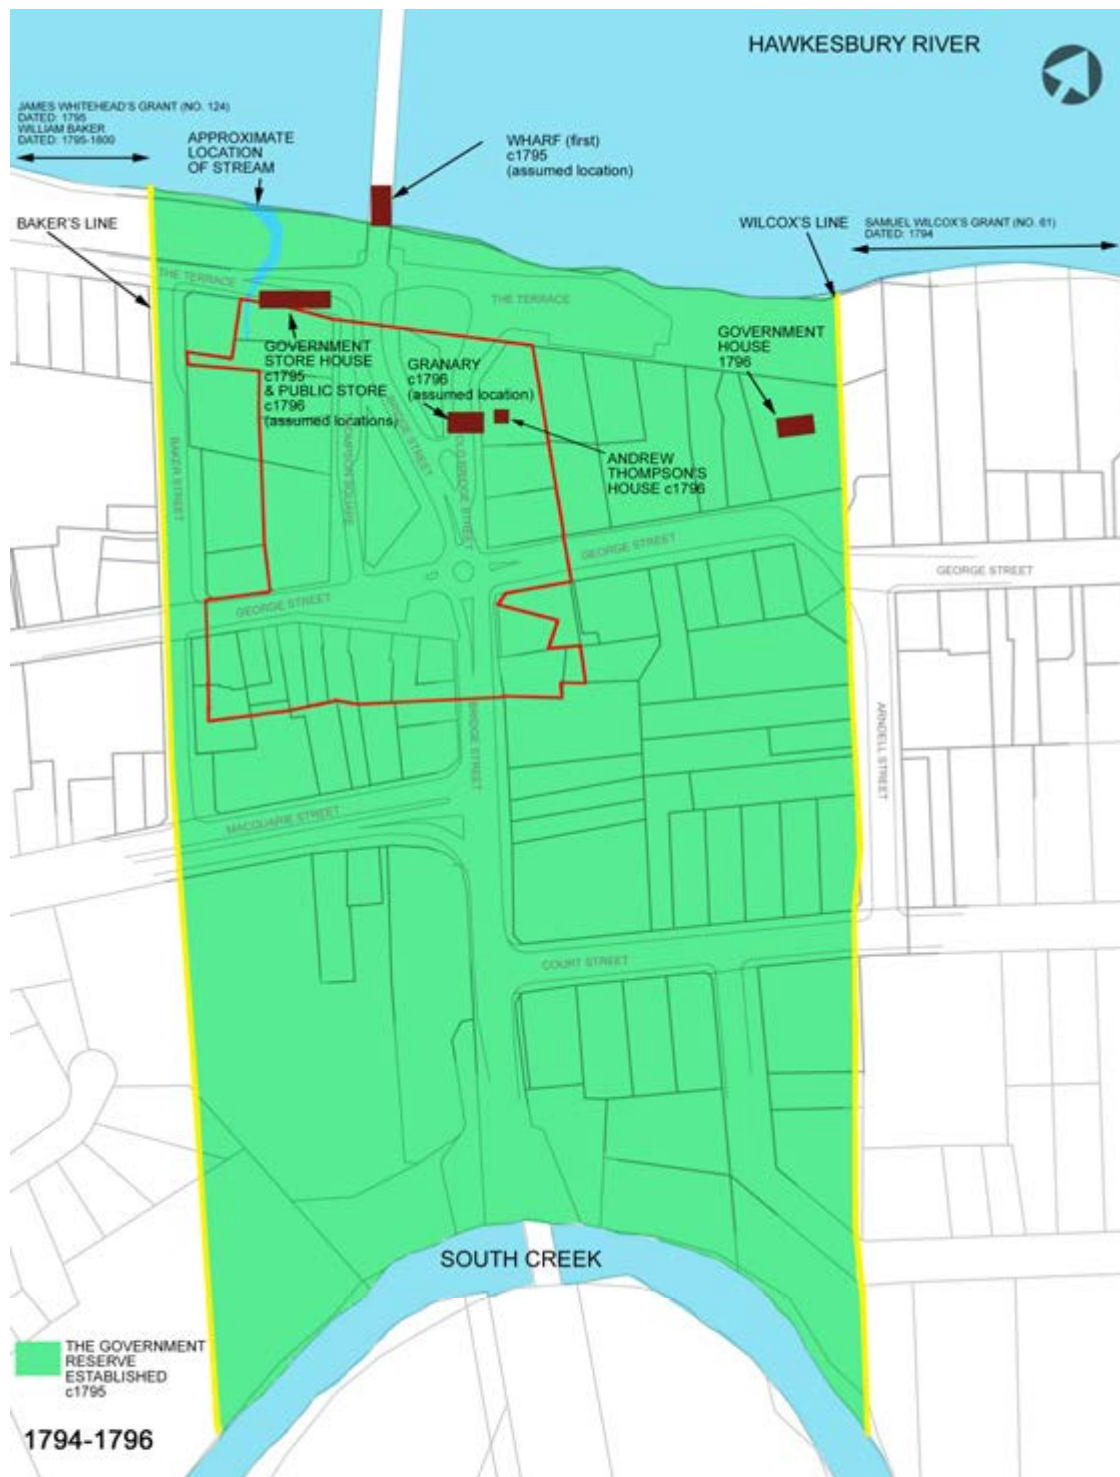 HAWKESBURY RIVER
JAMES WHITEHEAD'S GRANT (NO. 124)
DATED: 1795
WILLIAM BAKER
DATED: 1795-1800
APPROXIMATE
LOCATION
OF STREAM
WHARF (first)
c1795
(assumed location)
BAKER'S LINE
WILCOX'S LINE
SAMUEL WILCOX'S GRANT (NO. 61)
DATED: 1794
THE TERRACE
THE TERRACE
GOVERNMENT
STORE HOUSE
c1795
& PUBLIC STORE
c1796
(assumed locations)
GRANARY
c1796
(assumed location)
GOVERNMENT
HOUSE
1796
ANDREW
THOMPSON'S
HOUSE c1796
BAKER STREET
THOMPSON SQUARE
BRIDGE STREET
OLD BRIDGE STREET
GEORGE STREET
GEORGE STREET
GEORGE STREET
BRIDGE STREET
ARNDELL STREET
MACQUARIE STREET
COURT STREET
SOUTH CREEK
THE GOVERNMENT
RESERVE
ESTABLISHED
c1795
1794-1796